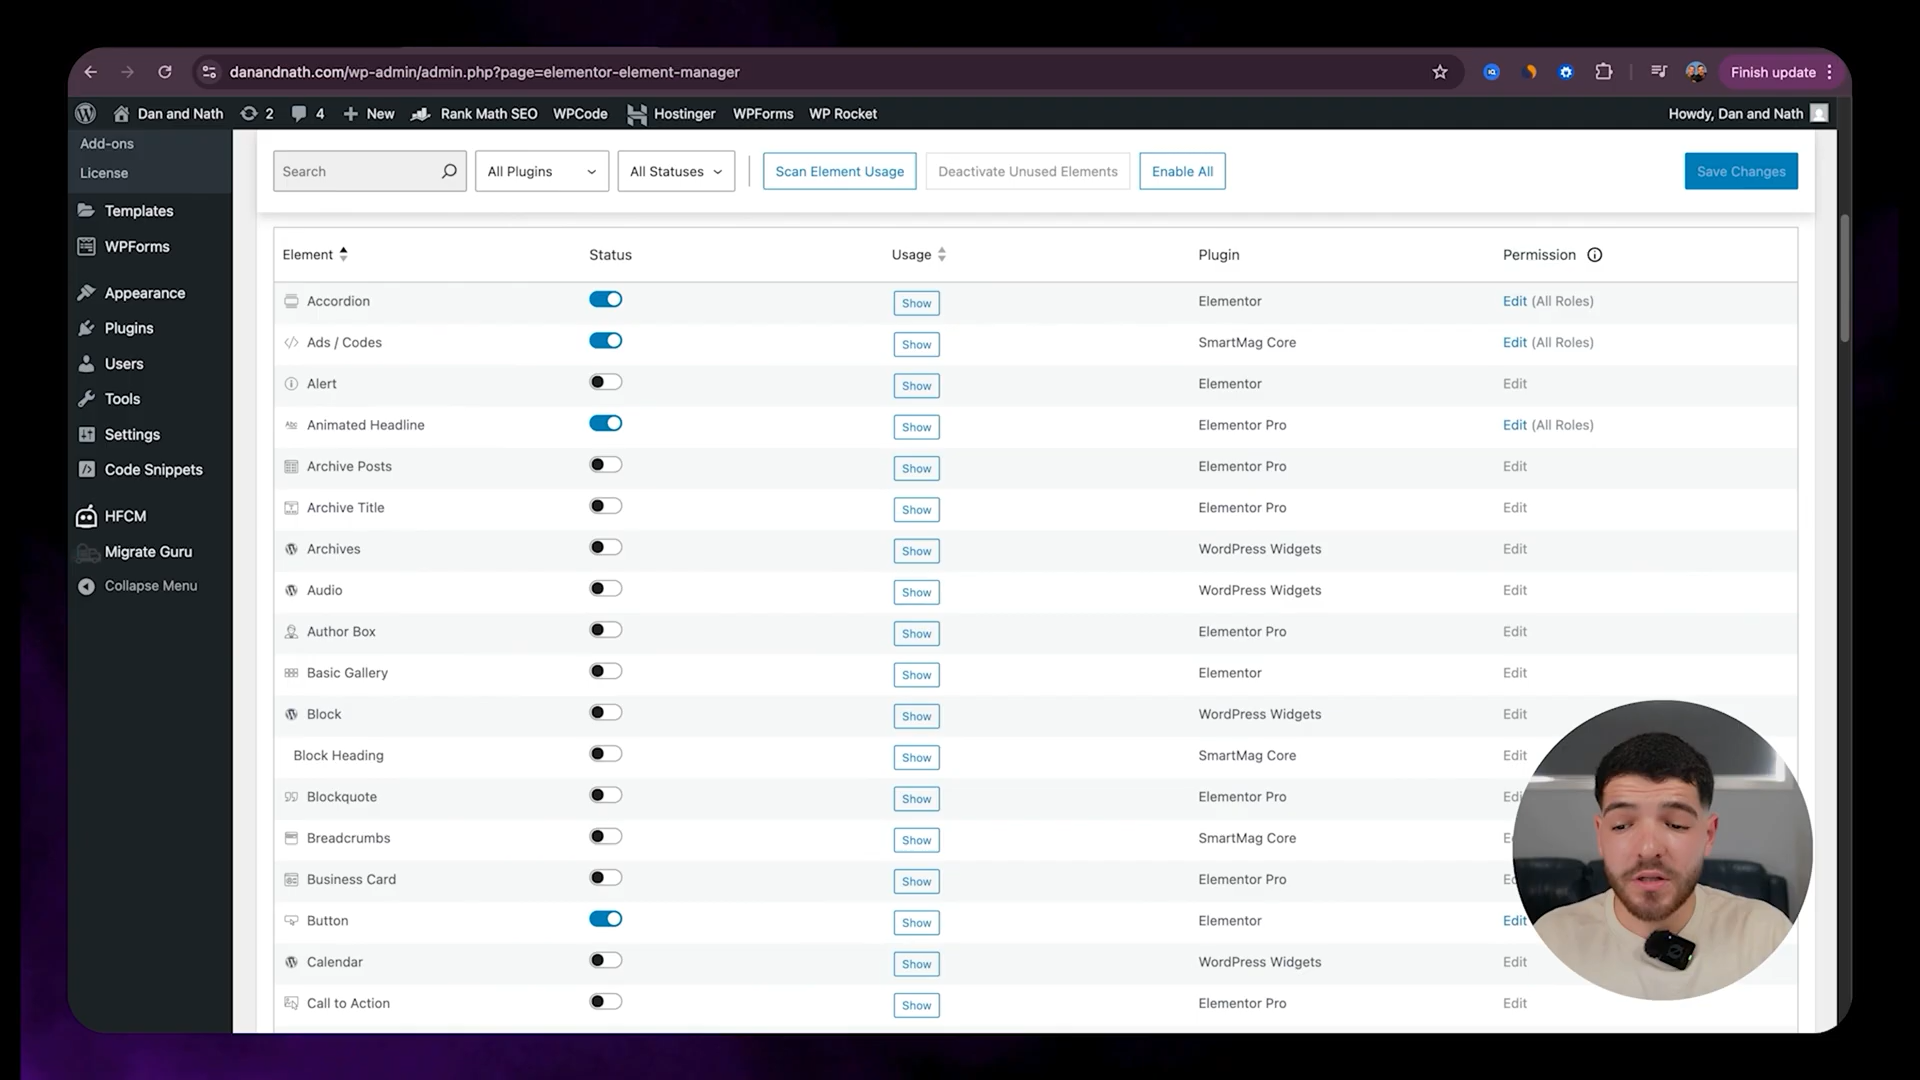 danandnath.com/wp-admin/admin.php?page=elementor-element-manager
Finish update
Dan and Nath
2
4
New
Rank Math SEO
WPCode
Hostinger
WPForms
WP Rocket
Howdy, Dan and Nath
Add-ons
License
Templates
WPForms
Appearance
Plugins
Users
Tools
Settings
Code Snippets
HFCM
Migrate Guru
Collapse Menu
Search
All Plugins
All Statuses
Scan Element Usage
Deactivate Unused Elements
Enable All
Save Changes
Element Status Usage Plugin Permission
Accordion Show Elementor Edit (All Roles)
Ads / Codes Show SmartMag Core Edit (All Roles)
Alert Show Elementor Edit
Animated Headline Show Elementor Pro Edit (All Roles)
Archive Posts Show Elementor Pro Edit
Archive Title Show Elementor Pro Edit
Archives Show WordPress Widgets Edit
Audio Show WordPress Widgets Edit
Author Box Show Elementor Pro Edit
Basic Gallery Show Elementor Edit
Block Show WordPress Widgets Edit
Block Heading Show SmartMag Core Edit
Blockquote Show Elementor Pro
Breadcrumbs Show SmartMag Core
Business Card Show Elementor Pro
Button Show Elementor Edit
Calendar Show WordPress Widgets Edit
Call to Action Show Elementor Pro Edit